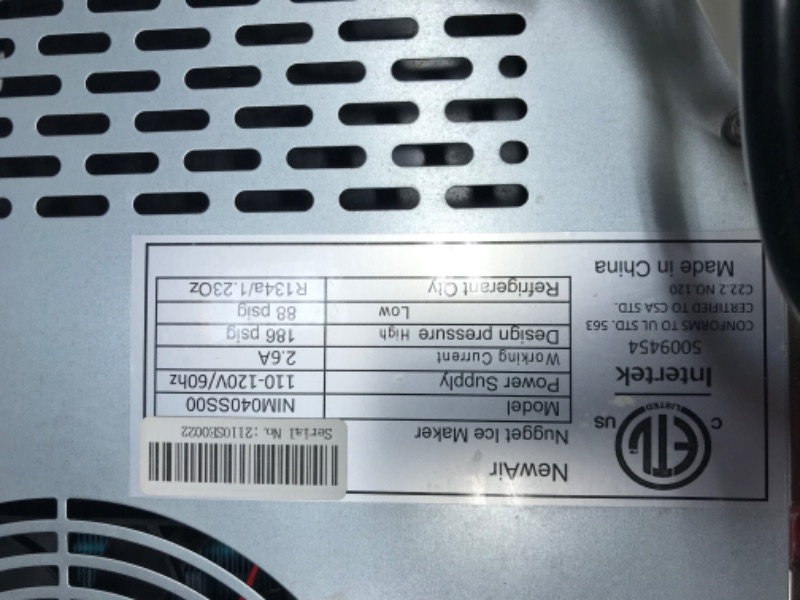 NewAir
Nugget Ice Maker
Serial No.:2110SE0022
Model NIM040SS00
Power Supply 110-120V/60hz
Working Current 2.6A
Design pressure High 186 psig
Low 88 psig
Refrigerant Qty R134a/1.23Oz
ETL
LISTED
C US
Intertek
5009454
CONFORMS TO UL STD. 563
CERTIFIED TO CSA STD.
C22.2 NO.120
Made in China